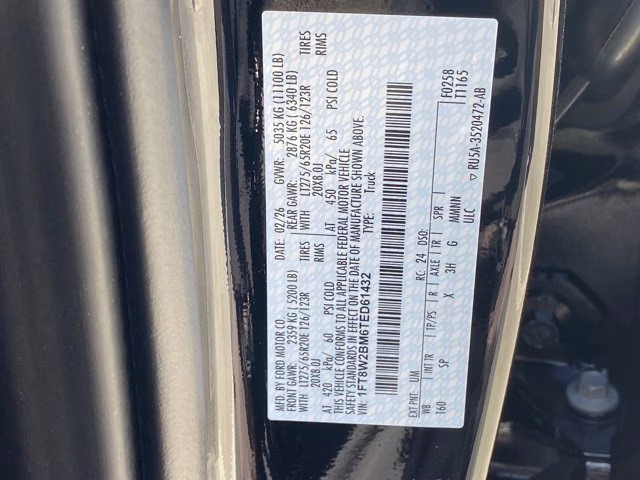 MFD. BY FORD MOTOR CO.
DATE: 02/26 GVWR: 5035 KG (11100 LB)
FRONT GAWR: 2359 KG (5200 LB) REAR GAWR: 2876 KG (6340 LB)
LT275/65R20E 126/123R TIRES WITH LT275/65R20E 126/123R TIRES
20X8.0J RIMS 20X8.0J RIMS
AT 420 kPa/ 60 PSI COLD AT 450 kPa/ 65 PSI COLD
THIS VEHICLE CONFORMS TO ALL APPLICABLE FEDERAL MOTOR VEHICLE
SAFETY STANDARDS IN EFFECT ON THE DATE OF MANUFACTURE SHOWN ABOVE.
VIN: 1FT8W2BM6TED61432 Truck
F0258
T1165
EXT PNT: UM RC: 24 DSO:
WB INT TR TP/PS R AXLE TR SPR
160 SP X 3H G MMMNN
ULC
▽ RU5A-3520472-AB